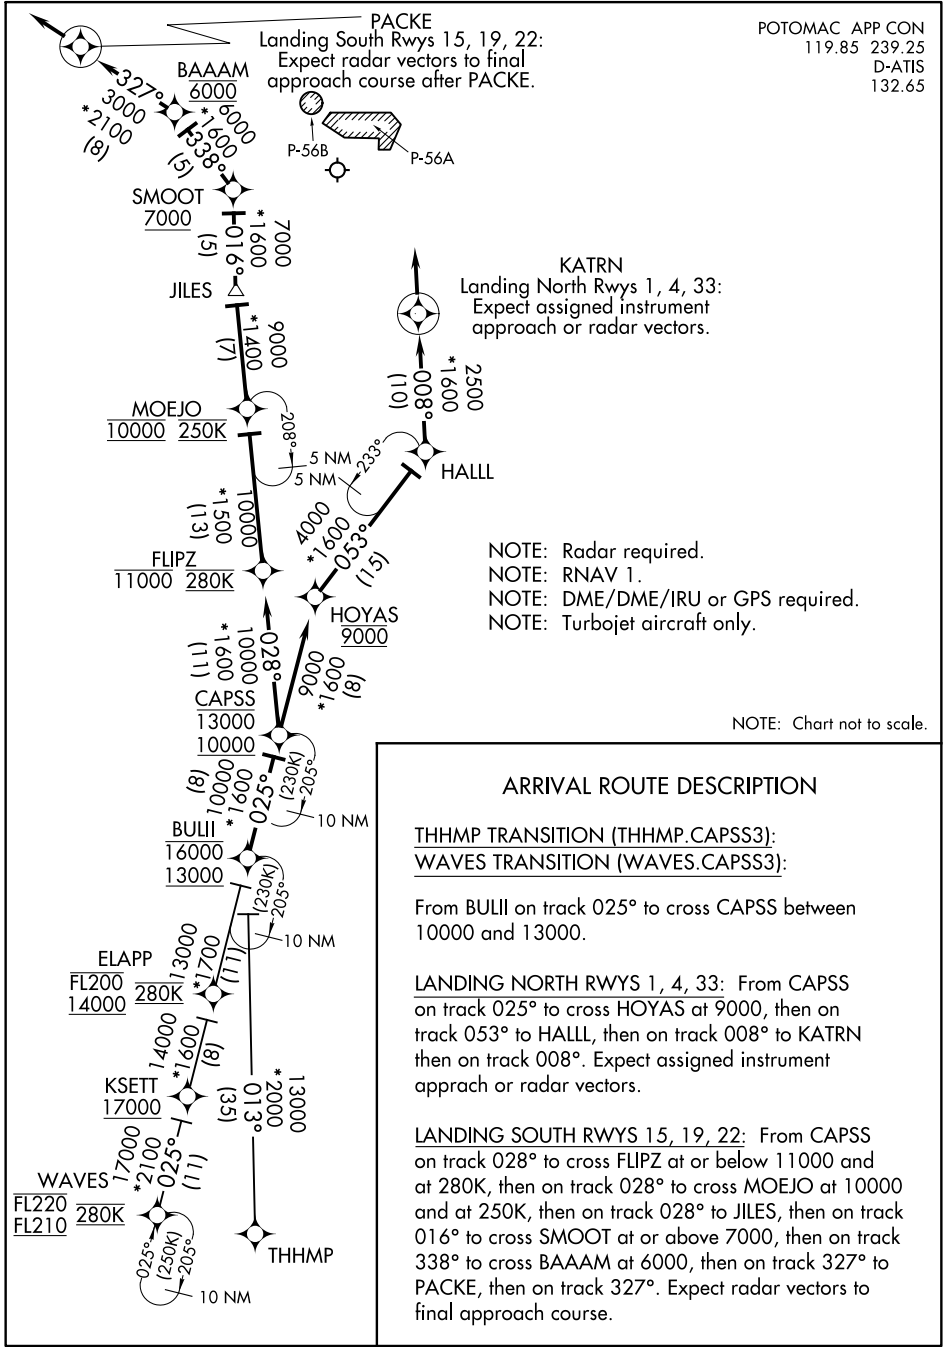 PACKE
Landing South Rwys 15, 19, 22:
Expect radar vectors to final
approach course after PACKE.
POTOMAC APP CON
119.85 239.25
D-ATIS
132.65
BAAAM
6000
327°
3000
*2100
(8)
6000
*1600
338°
(5)
P-56B
P-56A
SMOOT
7000
7000
*1600
016°
(5)
JILES
KATRN
Landing North Rwys 1, 4, 33:
Expect assigned instrument
approach or radar vectors.
9000
*1400
(7)
2500
*1600
008°
(10)
MOEJO
10000 250K
208°
5 NM
5 NM
233°
HALLL
10000
*1500
(13)
4000
*1600
053°
(15)
FLIPZ
11000 280K
HOYAS
9000
NOTE: Radar required.
NOTE: RNAV 1.
NOTE: DME/DME/IRU or GPS required.
NOTE: Turbojet aircraft only.
028°
10000
*1600
(11)
9000
*1600
(8)
CAPSS
13000
10000
NOTE: Chart not to scale.
(230K)
205°
10 NM
10000
*1600
025°
(8)
BULII
16000
13000
(230K)
205°
10 NM
ELAPP
FL200
14000
280K
13000
*1700
(11)
14000
*1600
(8)
KSETT
17000
13000
*2000
013°
(35)
17000
*2100
025°
(11)
WAVES
FL220
FL210
280K
THHMP
025°
(250K)
205°
10 NM
ARRIVAL ROUTE DESCRIPTION
THHMP TRANSITION (THHMP.CAPSS3):
WAVES TRANSITION (WAVES.CAPSS3):
From BULII on track 025° to cross CAPSS between
10000 and 13000.
LANDING NORTH RWYS 1, 4, 33: From CAPSS
on track 025° to cross HOYAS at 9000, then on
track 053° to HALLL, then on track 008° to KATRN
then on track 008°. Expect assigned instrument
apprach or radar vectors.
LANDING SOUTH RWYS 15, 19, 22: From CAPSS
on track 028° to cross FLIPZ at or below 11000 and
at 280K, then on track 028° to cross MOEJO at 10000
and at 250K, then on track 028° to JILES, then on track
016° to cross SMOOT at or above 7000, then on track
338° to cross BAAAM at 6000, then on track 327° to
PACKE, then on track 327°. Expect radar vectors to
final approach course.